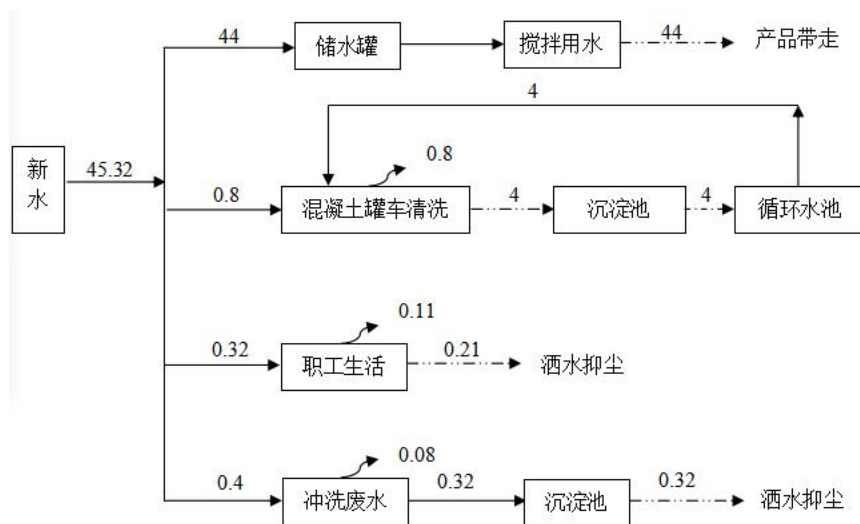 44
储水罐
搅拌用水
44
产品带走
4
新水
45.32
0.8
0.8
混凝土罐车清洗
4
沉淀池
4
循环水池
0.11
0.32
职工生活
0.21
洒水抑尘
0.08
0.4
冲洗废水
0.32
沉淀池
0.32
洒水抑尘